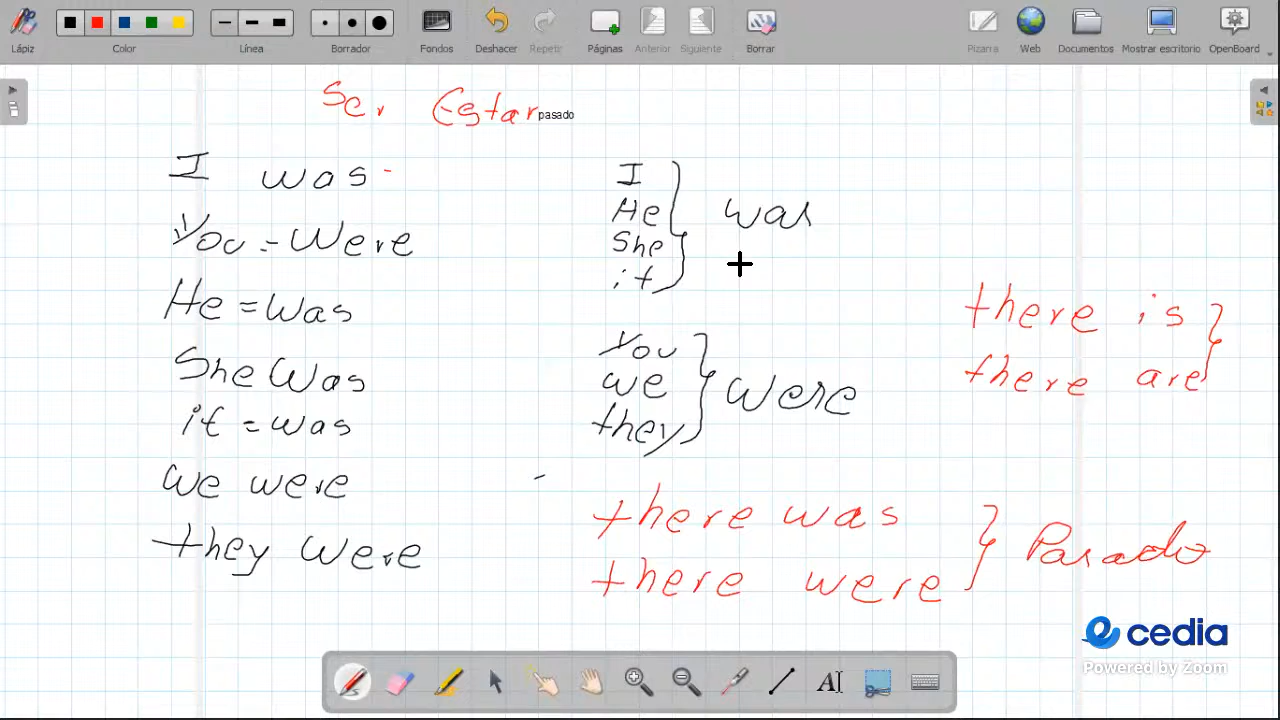 Lápiz Color Línea Borrador Fondos Deshacer Repetir Páginas Anterior Siguiente Borrar Pizarra Web Documentos Mostrar escritorio OpenBoard
Ser Estar pasado
I was
You = Were
He = Was
She Was
it = was
we were
they were
I
He
She
it
was
You
we
they
were
there is
there are
there was
there were
Pasado
cedia
Powered by Zoom